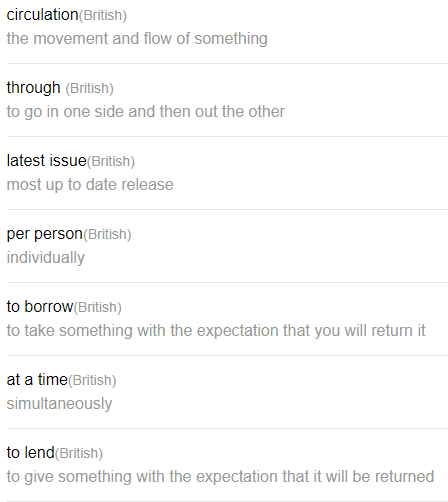 circulation(British)
the movement and flow of something
through (British)
to go in one side and then out the other
latest issue(British)
most up to date release
per person(British)
individually
to borrow(British)
to take something with the expectation that you will return it
at a time(British)
simultaneously
to lend(British)
to give something with the expectation that it will be returned